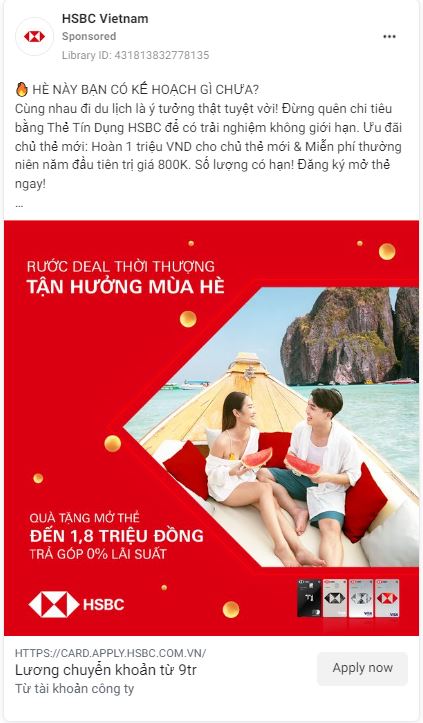 HSBC Vietnam
Sponsored
Library ID: 431813832778135
🔥 HÈ NÀY BẠN CÓ KẾ HOẠCH GÌ CHƯA?
Cùng nhau đi du lịch là ý tưởng thật tuyệt vời! Đừng quên chi tiêu
bằng Thẻ Tín Dụng HSBC để có trải nghiệm không giới hạn. Ưu đãi
chủ thẻ mới: Hoàn 1 triệu VND cho chủ thẻ mới & Miễn phí thường
niên năm đầu tiên trị giá 800K. Số lượng có hạn! Đăng ký mở thẻ
ngay!
...
RƯỚC DEAL THỜI THƯỢNG
TẬN HƯỞNG MÙA HÈ
QUÀ TẶNG MỞ THẺ
ĐẾN 1,8 TRIỆU ĐỒNG
TRẢ GÓP 0% LÃI SUẤT
HSBC
HTTPS://CARD.APPLY.HSBC.COM.VN/
Lương chuyển khoản từ 9tr
Từ tài khoản công ty
Apply now